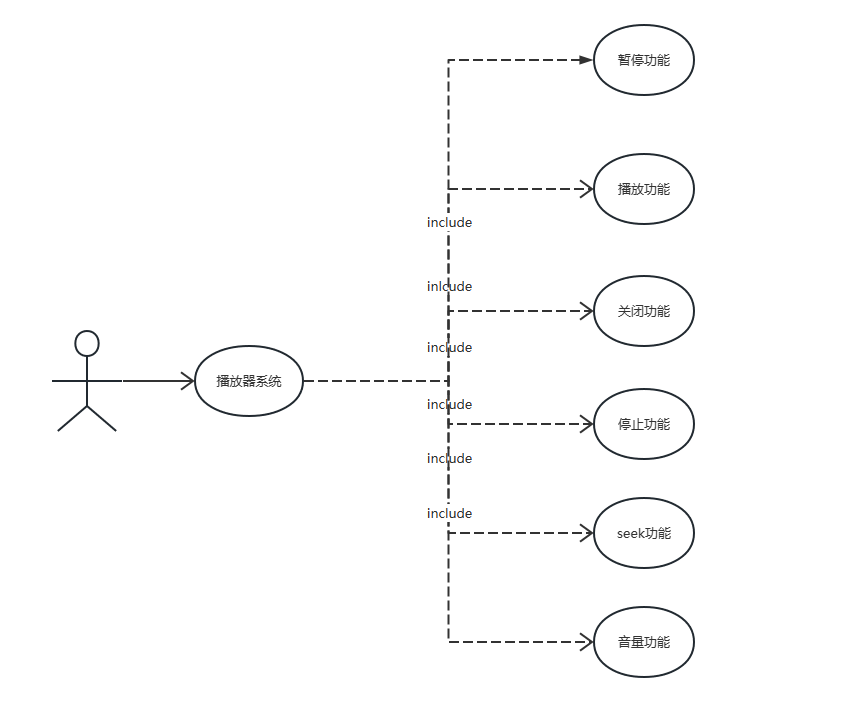 暂停功能
播放功能
include
inlcude
关闭功能
include
播放器系统
include
停止功能
include
include
seek功能
音量功能